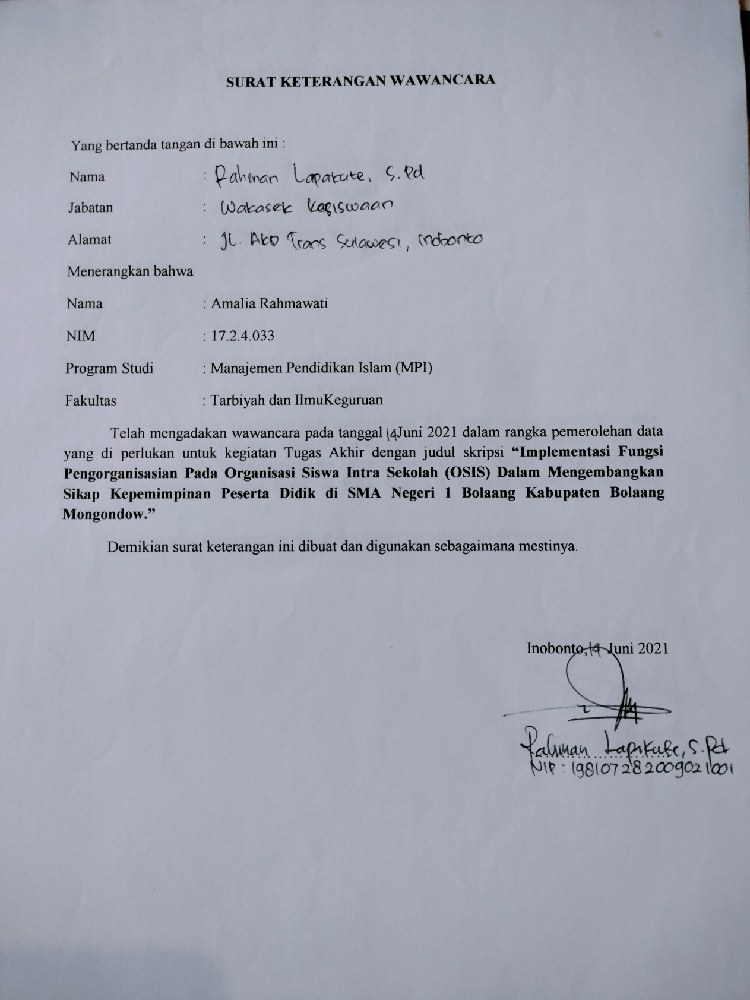 SURAT KETERANGAN WAWANCARA
Yang bertanda tangan di bawah ini :
Nama : Rahman Lapakute, S.Pd
Jabatan : Wakasek Kesiswaan
Alamat : JL. AKD Trans Sulawesi, Inobonto
Menerangkan bahwa
Nama : Amalia Rahmawati
NIM : 17.2.4.033
Program Studi : Manajemen Pendidikan Islam (MPI)
Fakultas : Tarbiyah dan IlmuKeguruan
Telah mengadakan wawancara pada tanggal 14 Juni 2021 dalam rangka pemerolehan data
yang di perlukan untuk kegiatan Tugas Akhir dengan judul skripsi “Implementasi Fungsi
Pengorganisasian Pada Organisasi Siswa Intra Sekolah (OSIS) Dalam Mengembangkan
Sikap Kepemimpinan Peserta Didik di SMA Negeri 1 Bolaang Kabupaten Bolaang
Mongondow.”
Demikian surat keterangan ini dibuat dan digunakan sebagaimana mestinya.
Inobonto, 14 Juni 2021
Rahman Lapakute, S.Pd
NIP : 198107282009021001